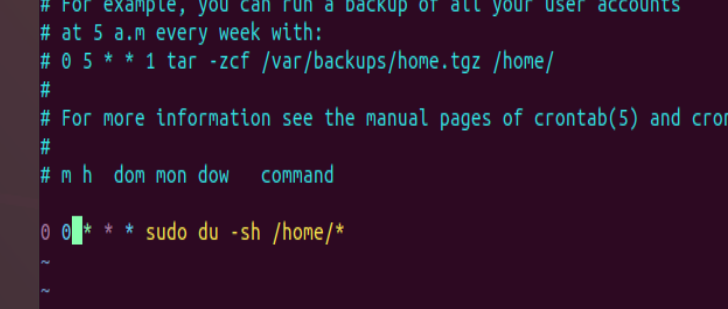 # For example, you can run a backup of all your user accounts
# at 5 a.m every week with:
# 0 5 * * 1 tar -zcf /var/backups/home.tgz /home/
#
# For more information see the manual pages of crontab(5) and cron
#
# m h  dom mon dow   command
0 0 * * * sudo du -sh /home/*
~
~